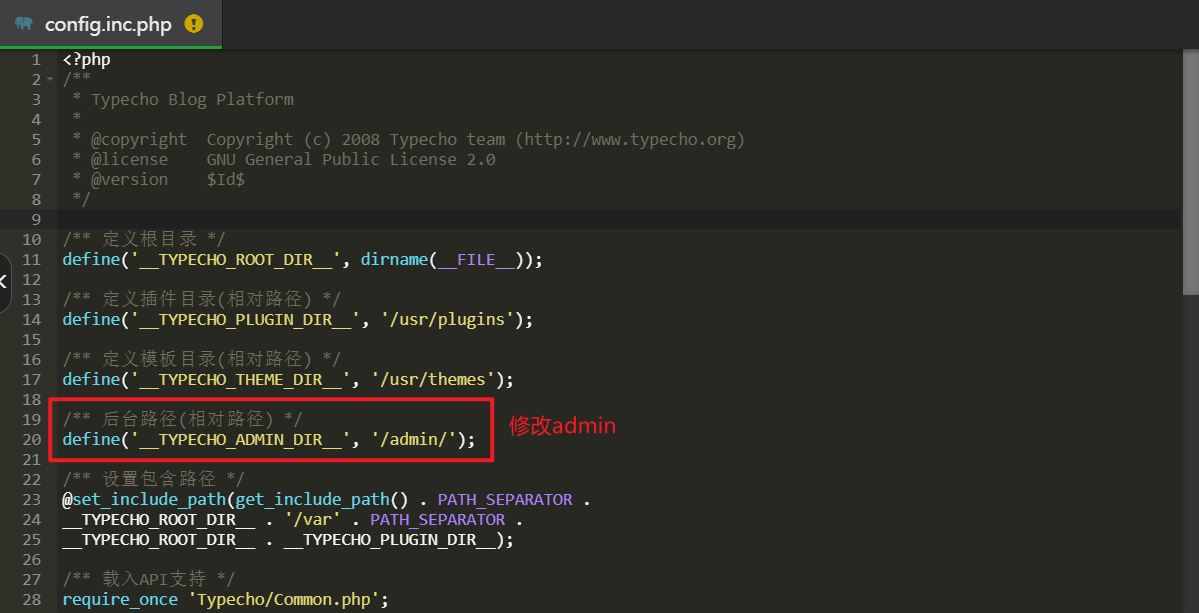 config.inc.php
1 <?php
2 /**
3  * Typecho Blog Platform
4  *
5  * @copyright  Copyright (c) 2008 Typecho team (http://www.typecho.org)
6  * @license    GNU General Public License 2.0
7  * @version    $Id$
8  */
9
10 /** 定义根目录 */
11 define('__TYPECHO_ROOT_DIR__', dirname(__FILE__));
12
13 /** 定义插件目录(相对路径) */
14 define('__TYPECHO_PLUGIN_DIR__', '/usr/plugins');
15
16 /** 定义模板目录(相对路径) */
17 define('__TYPECHO_THEME_DIR__', '/usr/themes');
18
19 /** 后台路径(相对路径) */
修改admin
20 define('__TYPECHO_ADMIN_DIR__', '/admin/');
21
22 /** 设置包含路径 */
23 @set_include_path(get_include_path() . PATH_SEPARATOR .
24 __TYPECHO_ROOT_DIR__ . '/var' . PATH_SEPARATOR .
25 __TYPECHO_ROOT_DIR__ . __TYPECHO_PLUGIN_DIR__);
26
27 /** 载入API支持 */
28 require_once 'Typecho/Common.php';